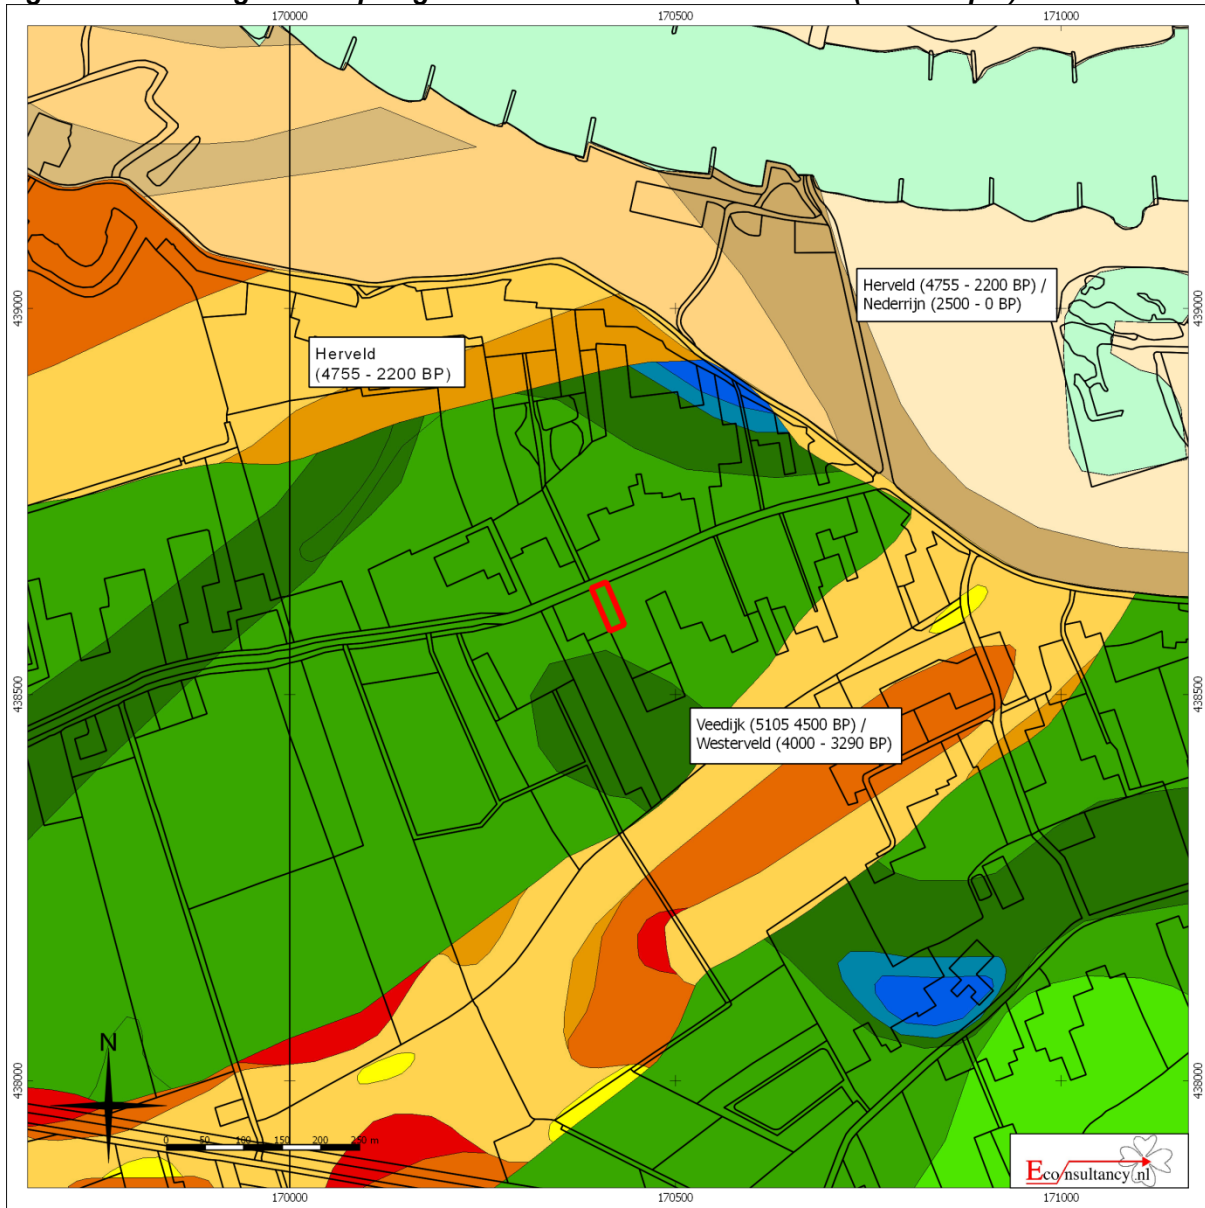 170000 170500 171000
439000 439000
Herveld (4755 - 2200 BP) /
Nederrijn (2500 - 0 BP)
Herveld
(4755 - 2200 BP)
438500 438500
Veedijk (5105 4500 BP) /
Westerveld (4000 - 3290 BP)
N
438000 438000
0 50 100 150 200 250 m
Econsultancy.nl
170000 170500 171000